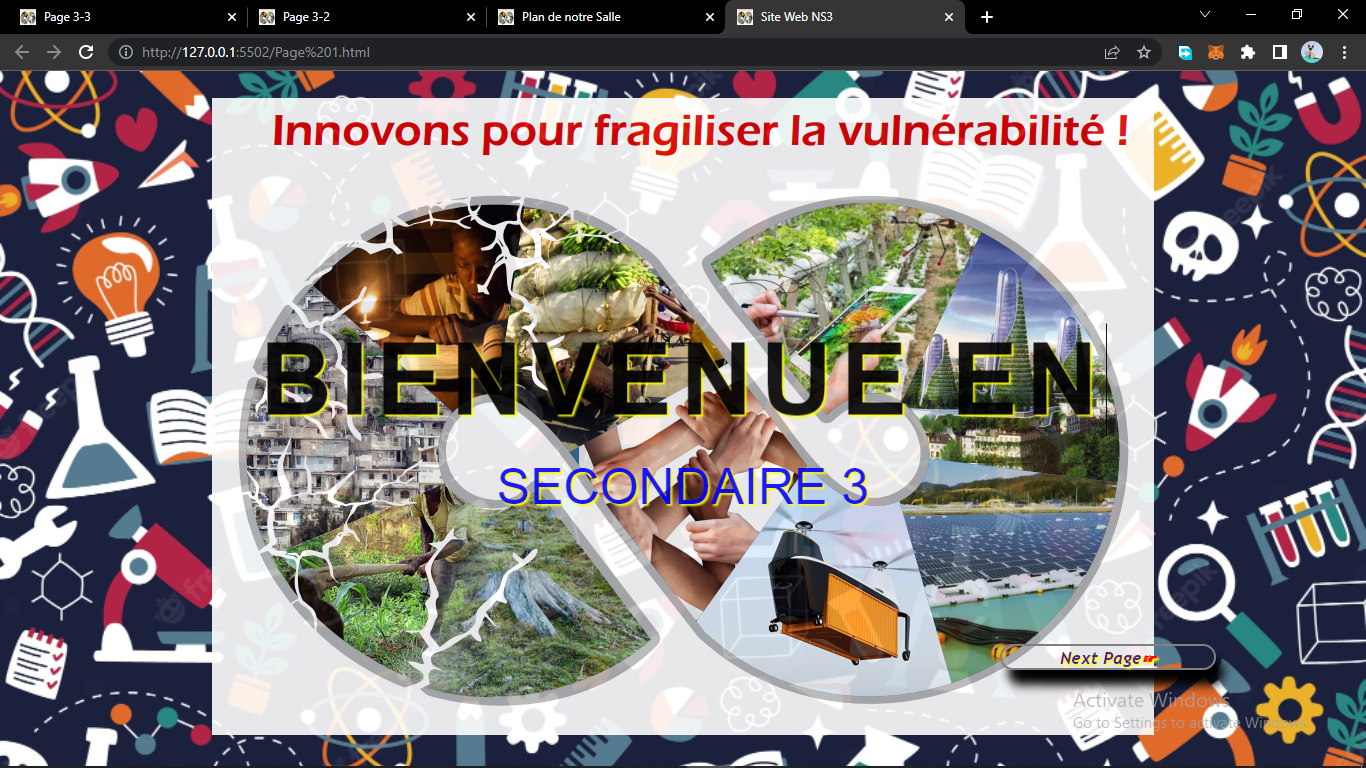 Page 3-3
Page 3-2
Plan de notre Salle
Site Web NS3
http://127.0.0.1:5502/Page%201.html
Innovons pour fragiliser la vulnérabilité !
BIENVENUE EN
SECONDAIRE 3
Next Page
Activate Windows
Go to Settings to activate Windows.